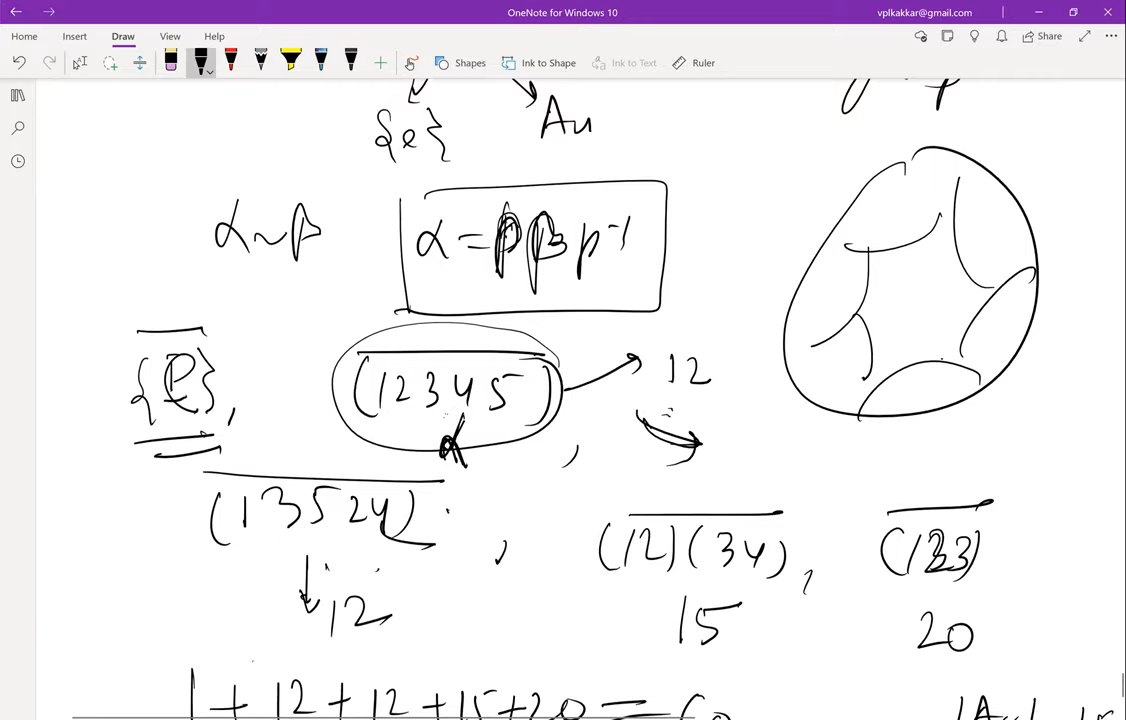 OneNote for Windows 10
vplkakkar@gmail.com
Home Insert Draw View Help
Share
Shapes Ink to Shape Ink to Text Ruler
{e} An
α~β α = ρβρ⁻¹
{e}, (12345) → 12
α ,
(13524) , (12)(34), (123)
↓12 15 20
1 + 12 + 12 + 15 + 20 = 60